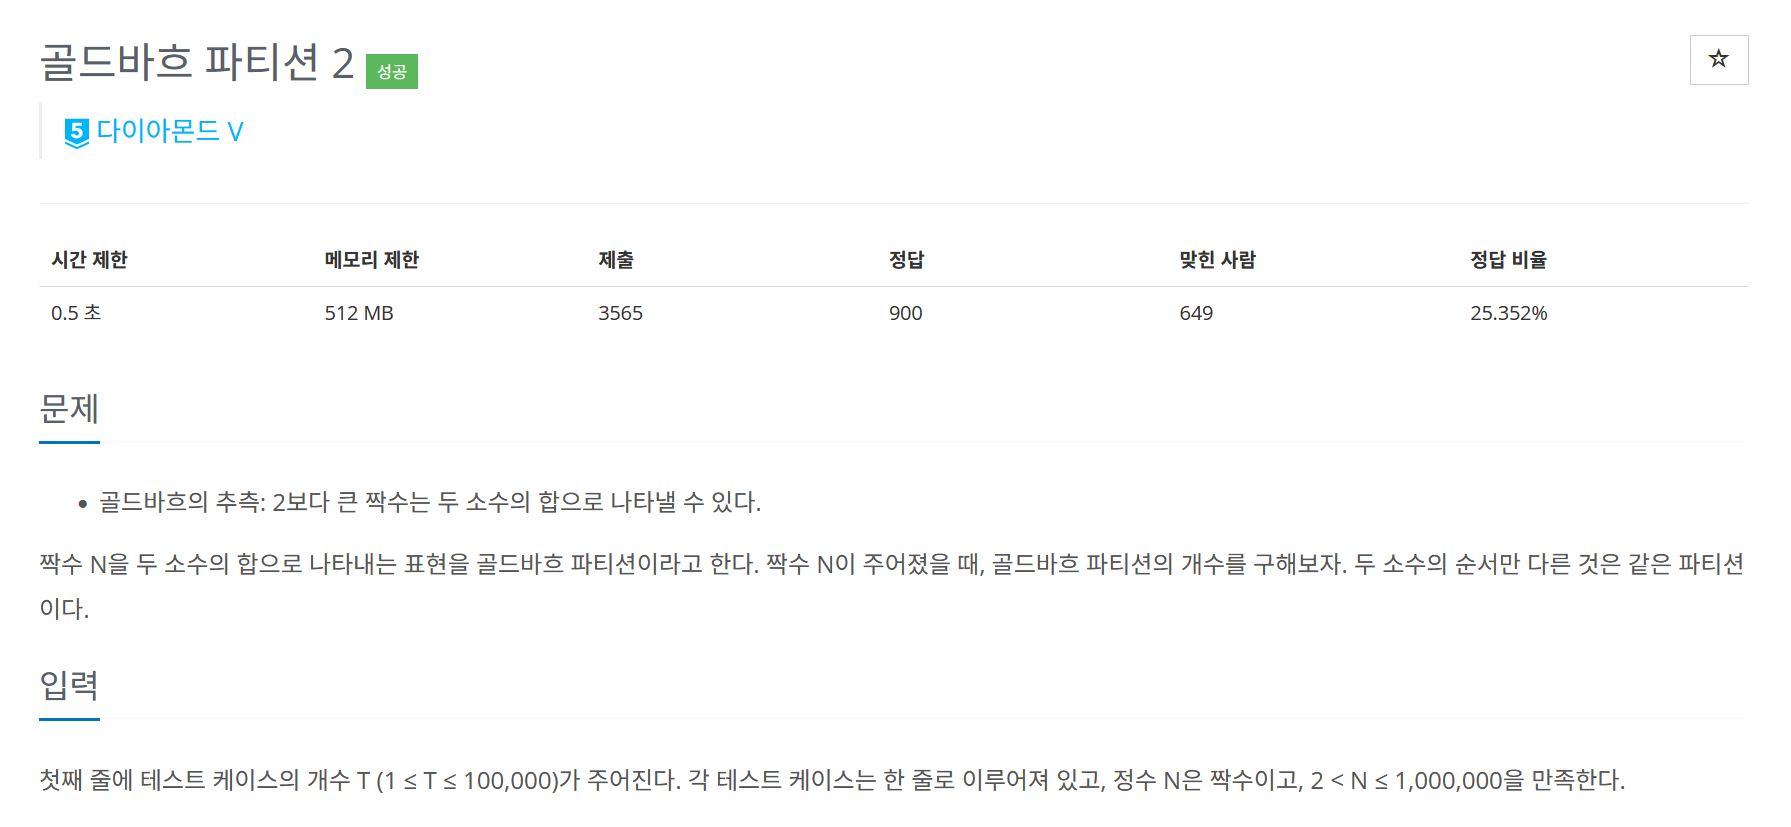 골드바흐 파티션 2 성공
5 다이아몬드 V
시간 제한 메모리 제한 제출 정답 맞힌 사람 정답 비율
0.5 초 512 MB 3565 900 649 25.352%
문제
• 골드바흐의 추측: 2보다 큰 짝수는 두 소수의 합으로 나타낼 수 있다.
짝수 N을 두 소수의 합으로 나타내는 표현을 골드바흐 파티션이라고 한다. 짝수 N이 주어졌을 때, 골드바흐 파티션의 개수를 구해보자. 두 소수의 순서만 다른 것은 같은 파티션
이다.
입력
첫째 줄에 테스트 케이스의 개수 T (1 ≤ T ≤ 100,000)가 주어진다. 각 테스트 케이스는 한 줄로 이루어져 있고, 정수 N은 짝수이고, 2 < N ≤ 1,000,000을 만족한다.